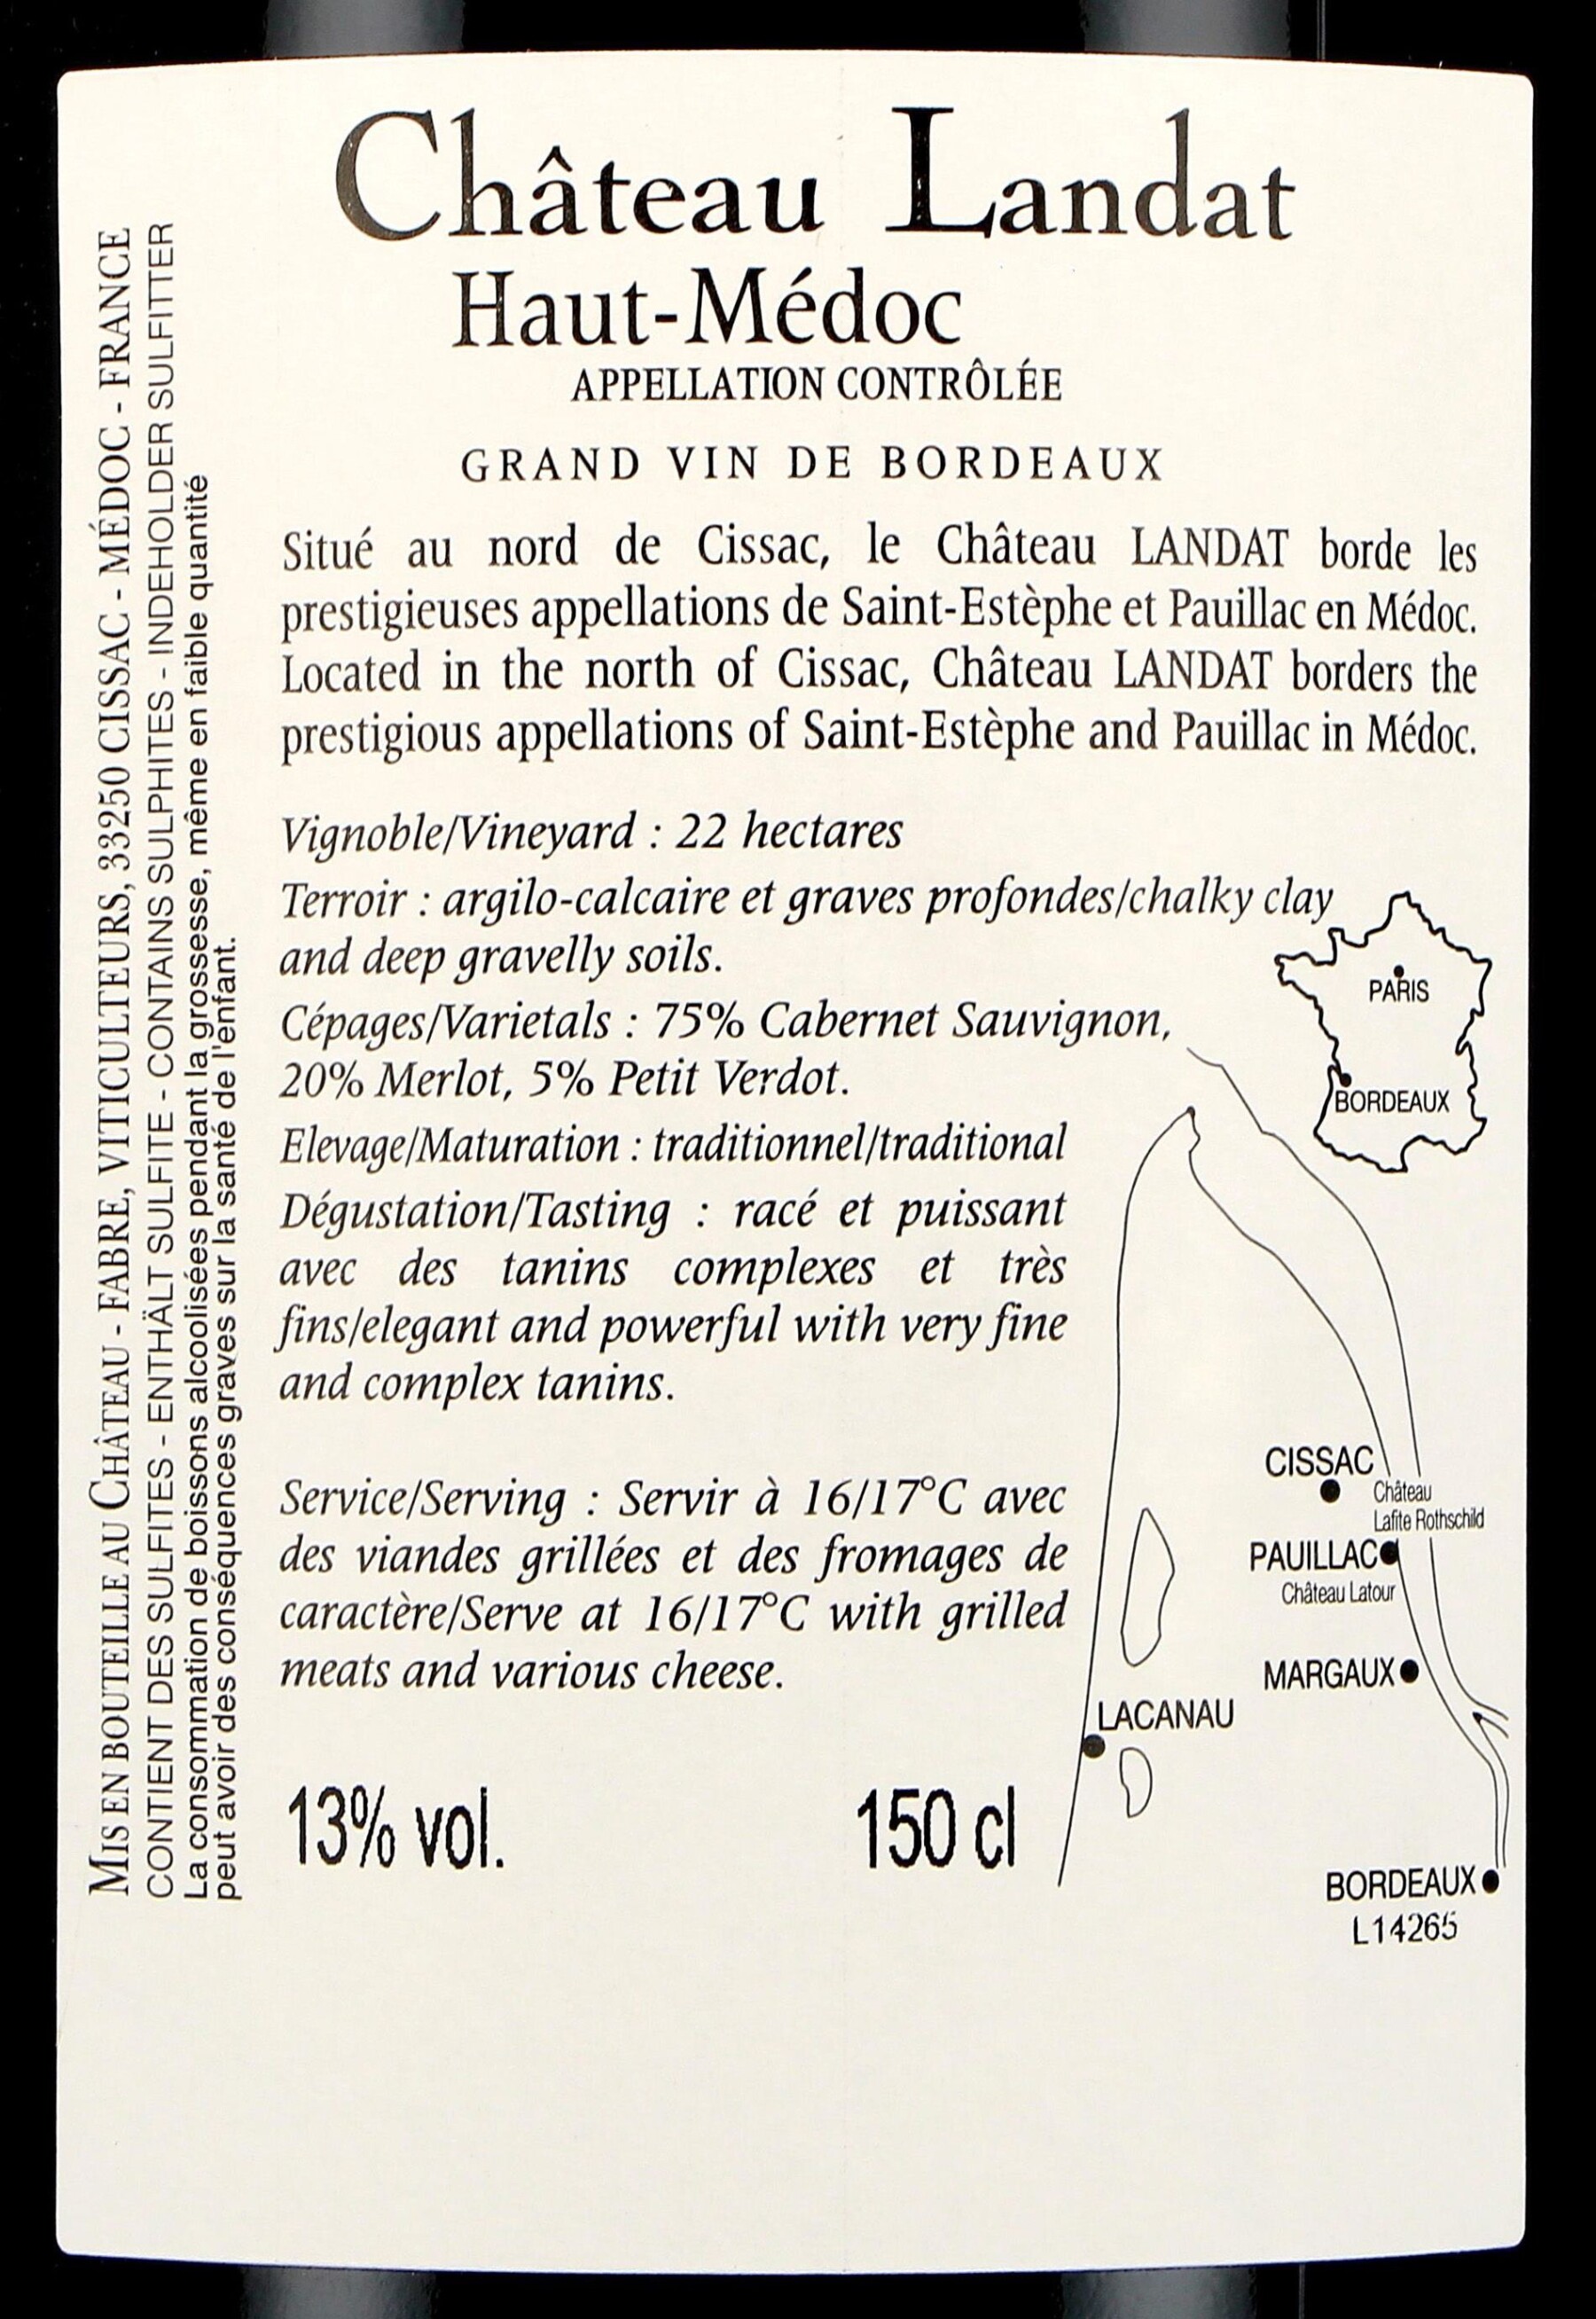 Château Landat
Haut-Médoc
APPELLATION CONTRÔLÉE
GRAND VIN DE BORDEAUX
Situé au nord de Cissac, le Château LANDAT borde les
prestigieuses appellations de Saint-Estèphe et Pauillac en Médoc.
Located in the north of Cissac, Château LANDAT borders the
prestigious appellations of Saint-Estèphe and Pauillac in Médoc.
Vignoble/Vineyard : 22 hectares
Terroir : argilo-calcaire et graves profondes/chalky clay
and deep gravelly soils.
Cépages/Varietals : 75% Cabernet Sauvignon,
20% Merlot, 5% Petit Verdot.
Elevage/Maturation : traditionnel/traditional
Dégustation/Tasting : racé et puissant
avec des tanins complexes et très
fins/elegant and powerful with very fine
and complex tanins.
Service/Serving : Servir à 16/17°C avec
des viandes grillées et des fromages de
caractère/Serve at 16/17°C with grilled
meats and various cheese.
13% vol.
150 cl
PARIS
BORDEAUX
CISSAC
Château
Lafite Rothschild
PAUILLAC
Château Latour
MARGAUX
LACANAU
BORDEAUX
L14265
MIS EN BOUTEILLE AU CHÂTEAU - FABRE, VITICULTEURS, 33250 CISSAC - MÉDOC - FRANCE
CONTIENT DES SULFITES - ENTHÄLT SULFITE - CONTAINS SULPHITES - INDEHOLDER SULFITTER
La consommation de boissons alcoolisées pendant la grossesse, même en faible quantité
peut avoir des conséquences graves sur la santé de l'enfant.